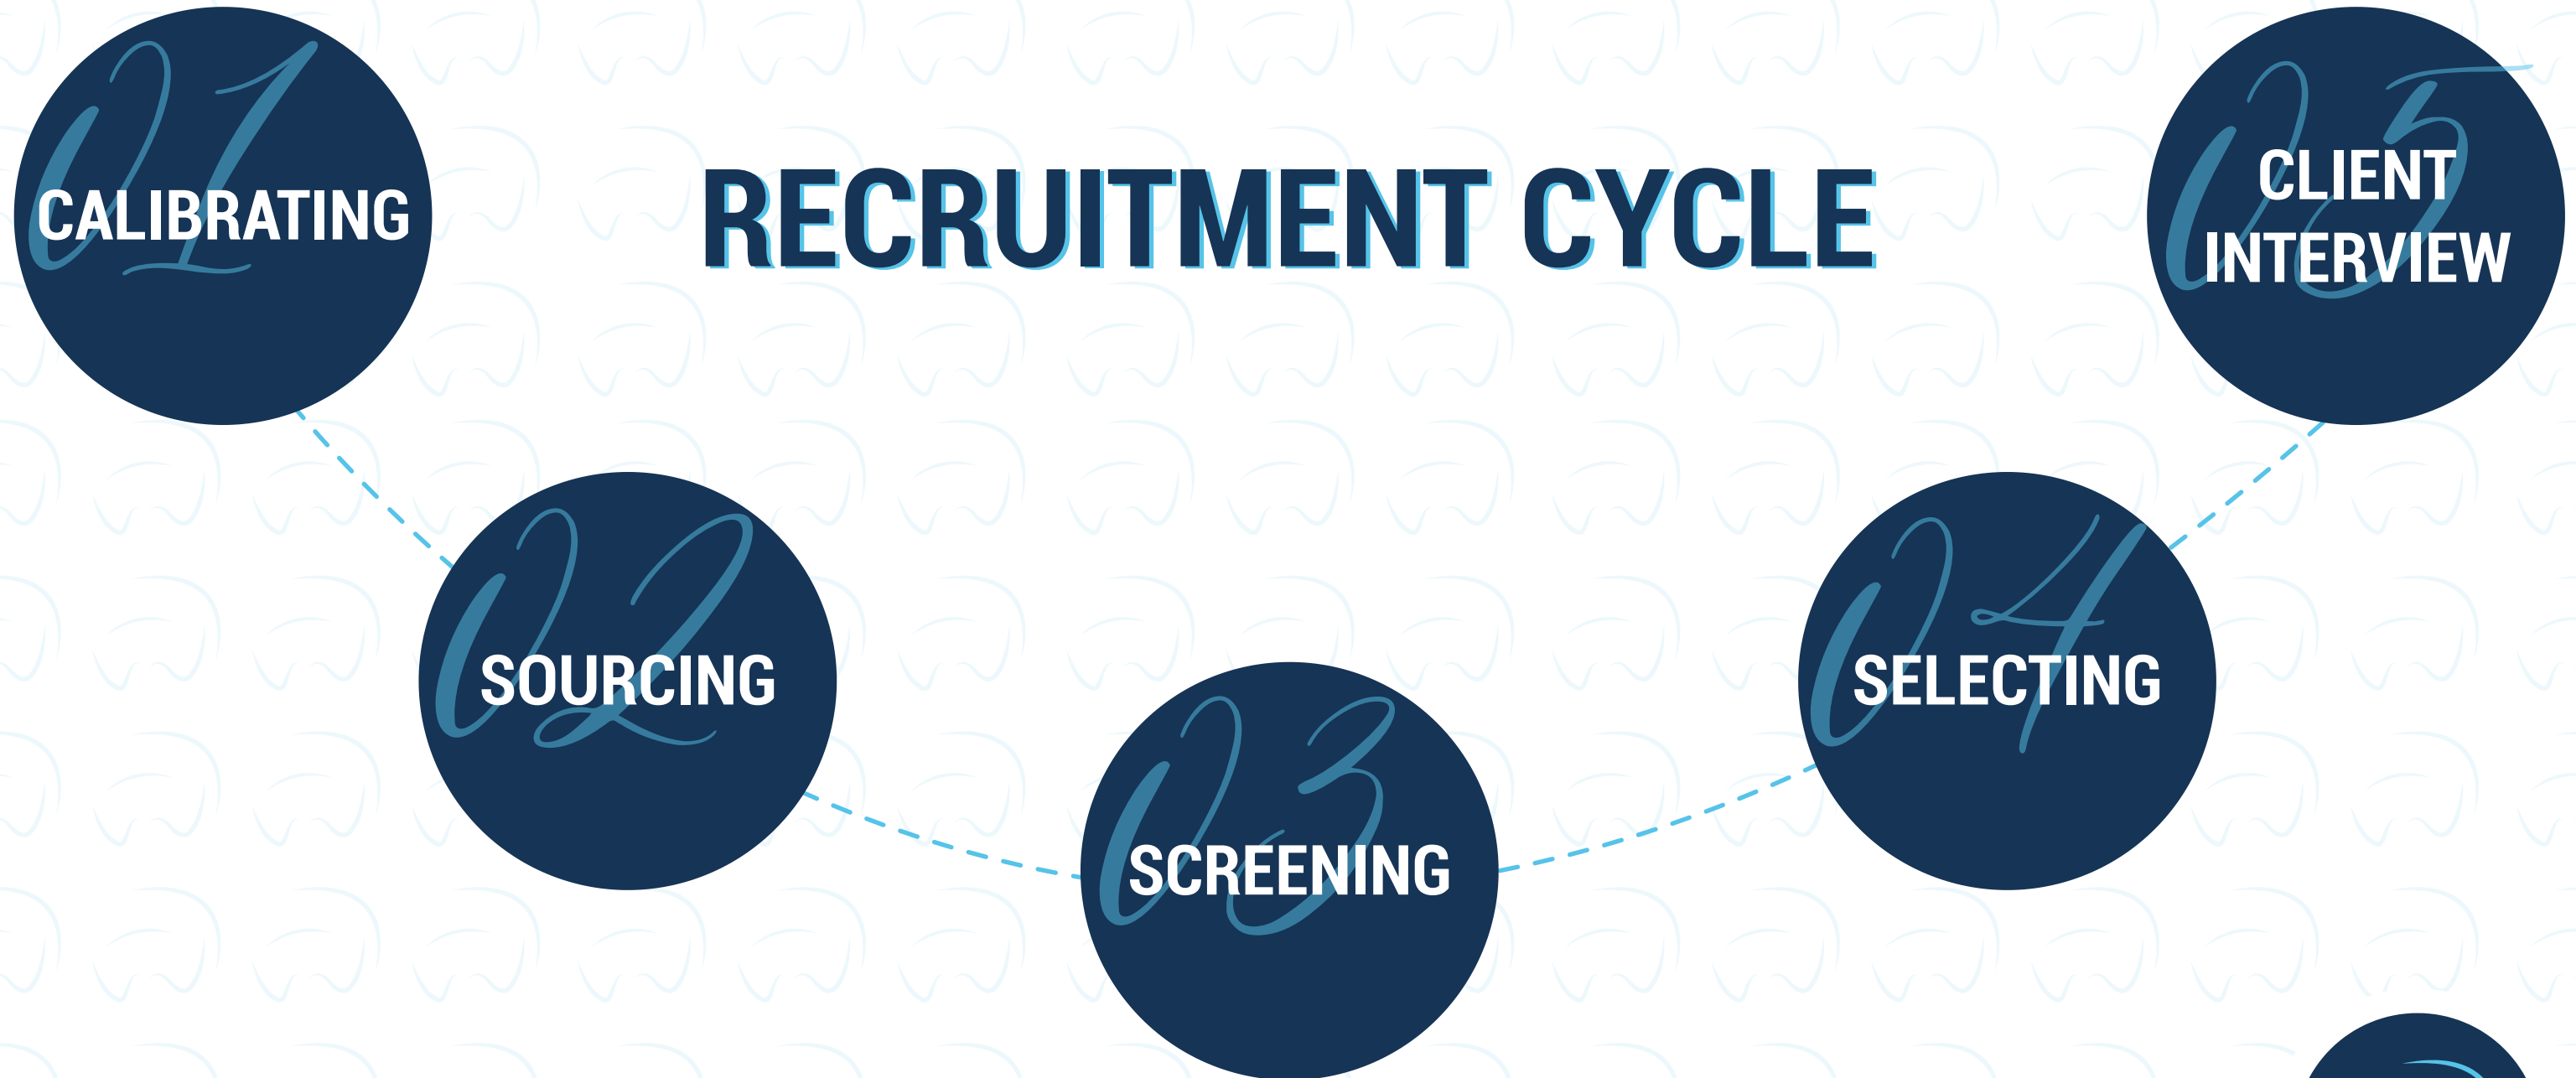 RECRUITMENT CYCLE
01
CALIBRATING
02
SOURCING
03
SCREENING
04
SELECTING
05
CLIENT
INTERVIEW